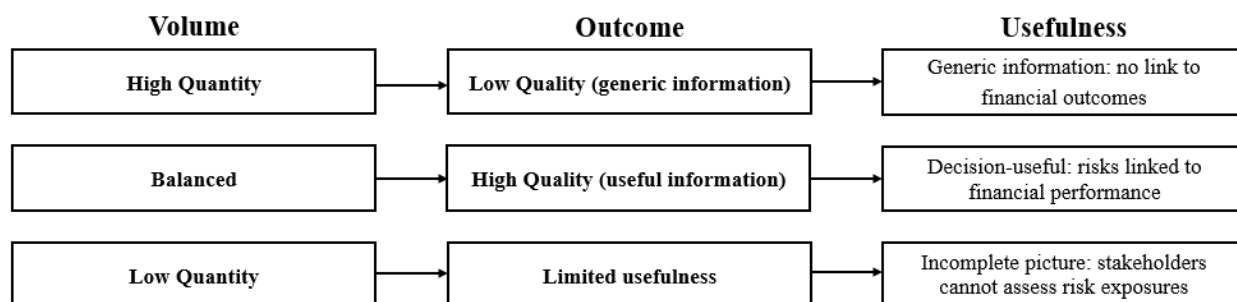 Volume Outcome Usefulness
High Quantity
Low Quality (generic information)
Generic information: no link to
financial outcomes
Balanced
High Quality (useful information)
Decision-useful: risks linked to
financial performance
Low Quantity
Limited usefulness
Incomplete picture: stakeholders
cannot assess risk exposures